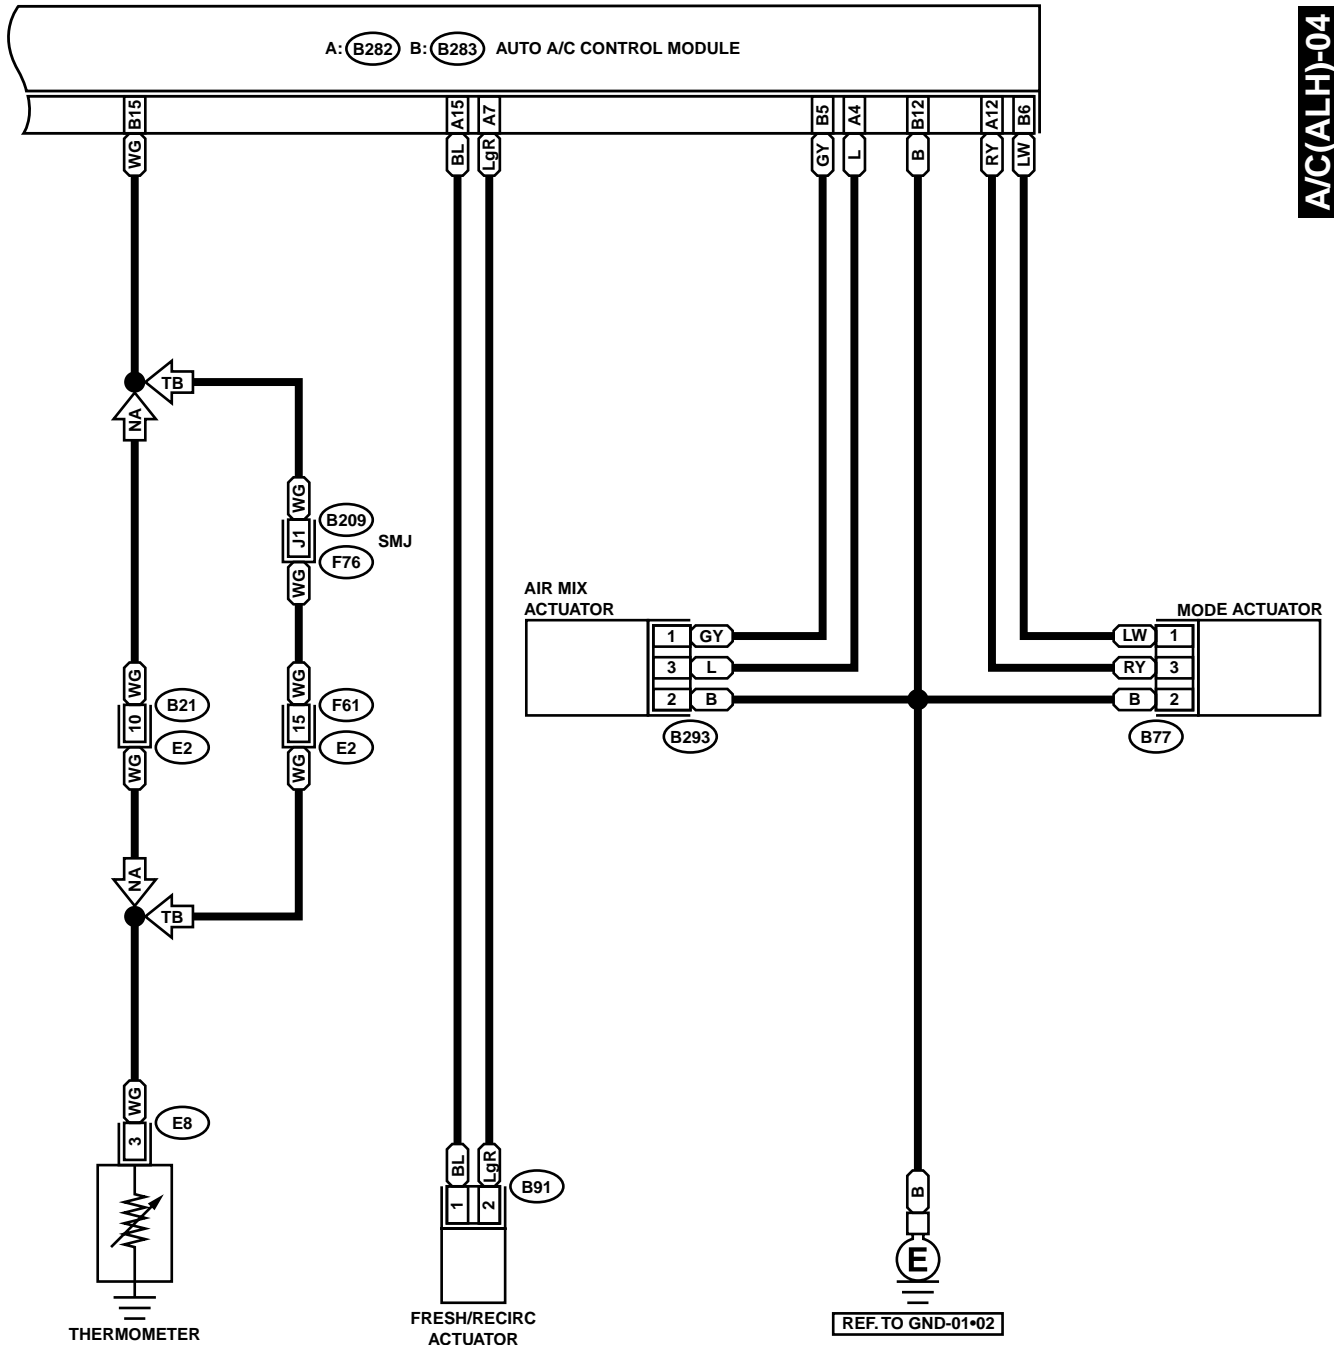 A/C(ALH)-04
A: B282 B: B283 AUTO A/C CONTROL MODULE
B15 A15 A7 B5 A4 B12 A12 B6
WG BL LgR GY L B RY LW
TB
NA
WG
B209
J1 SMJ
F76
WG
AIR MIX
ACTUATOR
MODE ACTUATOR
1 GY LW 1
3 L RY 3
2 B B 2
B293 B77
WG WG
10 B21 15 F61
E2 E2
WG WG
NA
TB
WG
3 E8
BL LgR
1 2 B91
B
E
THERMOMETER
FRESH/RECIRC
ACTUATOR
REF. TO GND-01•02